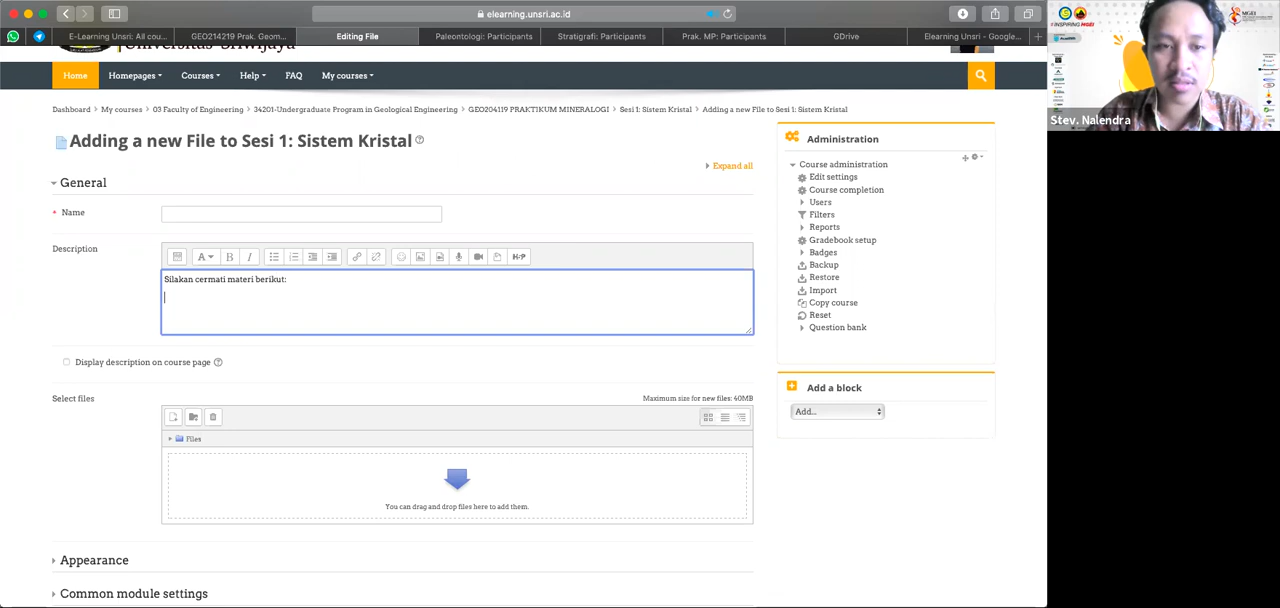 elearning.unsri.ac.id
E-Learning Unsri: All cou...
GEO214219 Prak. Geom...
Editing File
Paleontologi: Participants
Stratigrafi: Participants
Prak. MP: Participants
GDrive
Elearning Unsri - Google...
Universitas Sriwijaya
Home
Homepages
Courses
Help
FAQ
My courses
Dashboard
My courses
03 Faculty of Engineering
34201-Undergraduate Program in Geological Engineering
GEO204119 PRAKTIKUM MINERALOGI
Sesi 1: Sistem Kristal
Adding a new File to Sesi 1: Sistem Kristal
Adding a new File to Sesi 1: Sistem Kristal
Expand all
General
* Name
Description
A
B
I
H-P
Silakan cermati materi berikut:
Display description on course page
Select files
Maximum size for new files: 40MB
Files
You can drag and drop files here to add them.
Appearance
Common module settings
Administration
Course administration
Edit settings
Course completion
Users
Filters
Reports
Gradebook setup
Badges
Backup
Restore
Import
Copy course
Reset
Question bank
Add a block
Add...
#INSPIRING MGEI
MGEI
Stev. Nalendra